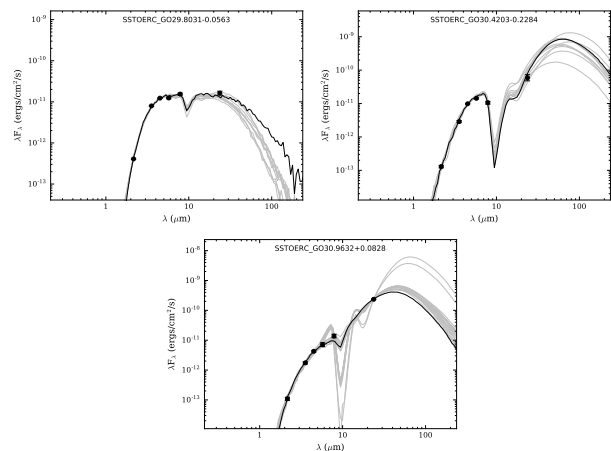 SSTOERC_GO29.8031-0.0563
10⁻⁹
10⁻¹⁰
10⁻¹¹
10⁻¹²
10⁻¹³
λFλ (ergs/cm²/s)
1 10 100
λ (μm)
SSTOERC_GO30.4203-0.2284
10⁻⁹
10⁻¹⁰
10⁻¹¹
10⁻¹²
10⁻¹³
λFλ (ergs/cm²/s)
1 10 100
λ (μm)
SSTOERC_GO30.9632+0.0828
10⁻⁸
10⁻⁹
10⁻¹⁰
10⁻¹¹
10⁻¹²
10⁻¹³
λFλ (ergs/cm²/s)
1 10 100
λ (μm)